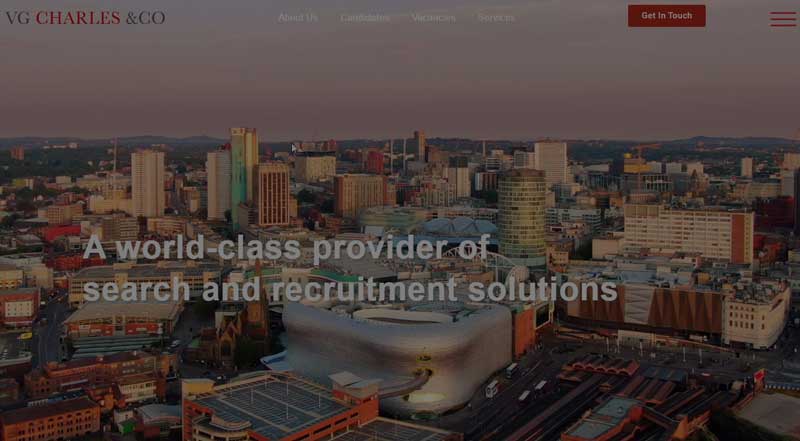 VG CHARLES &CO
About Us Candidates Vacancies Services
Get In Touch
A world-class provider of
search and recruitment solutions